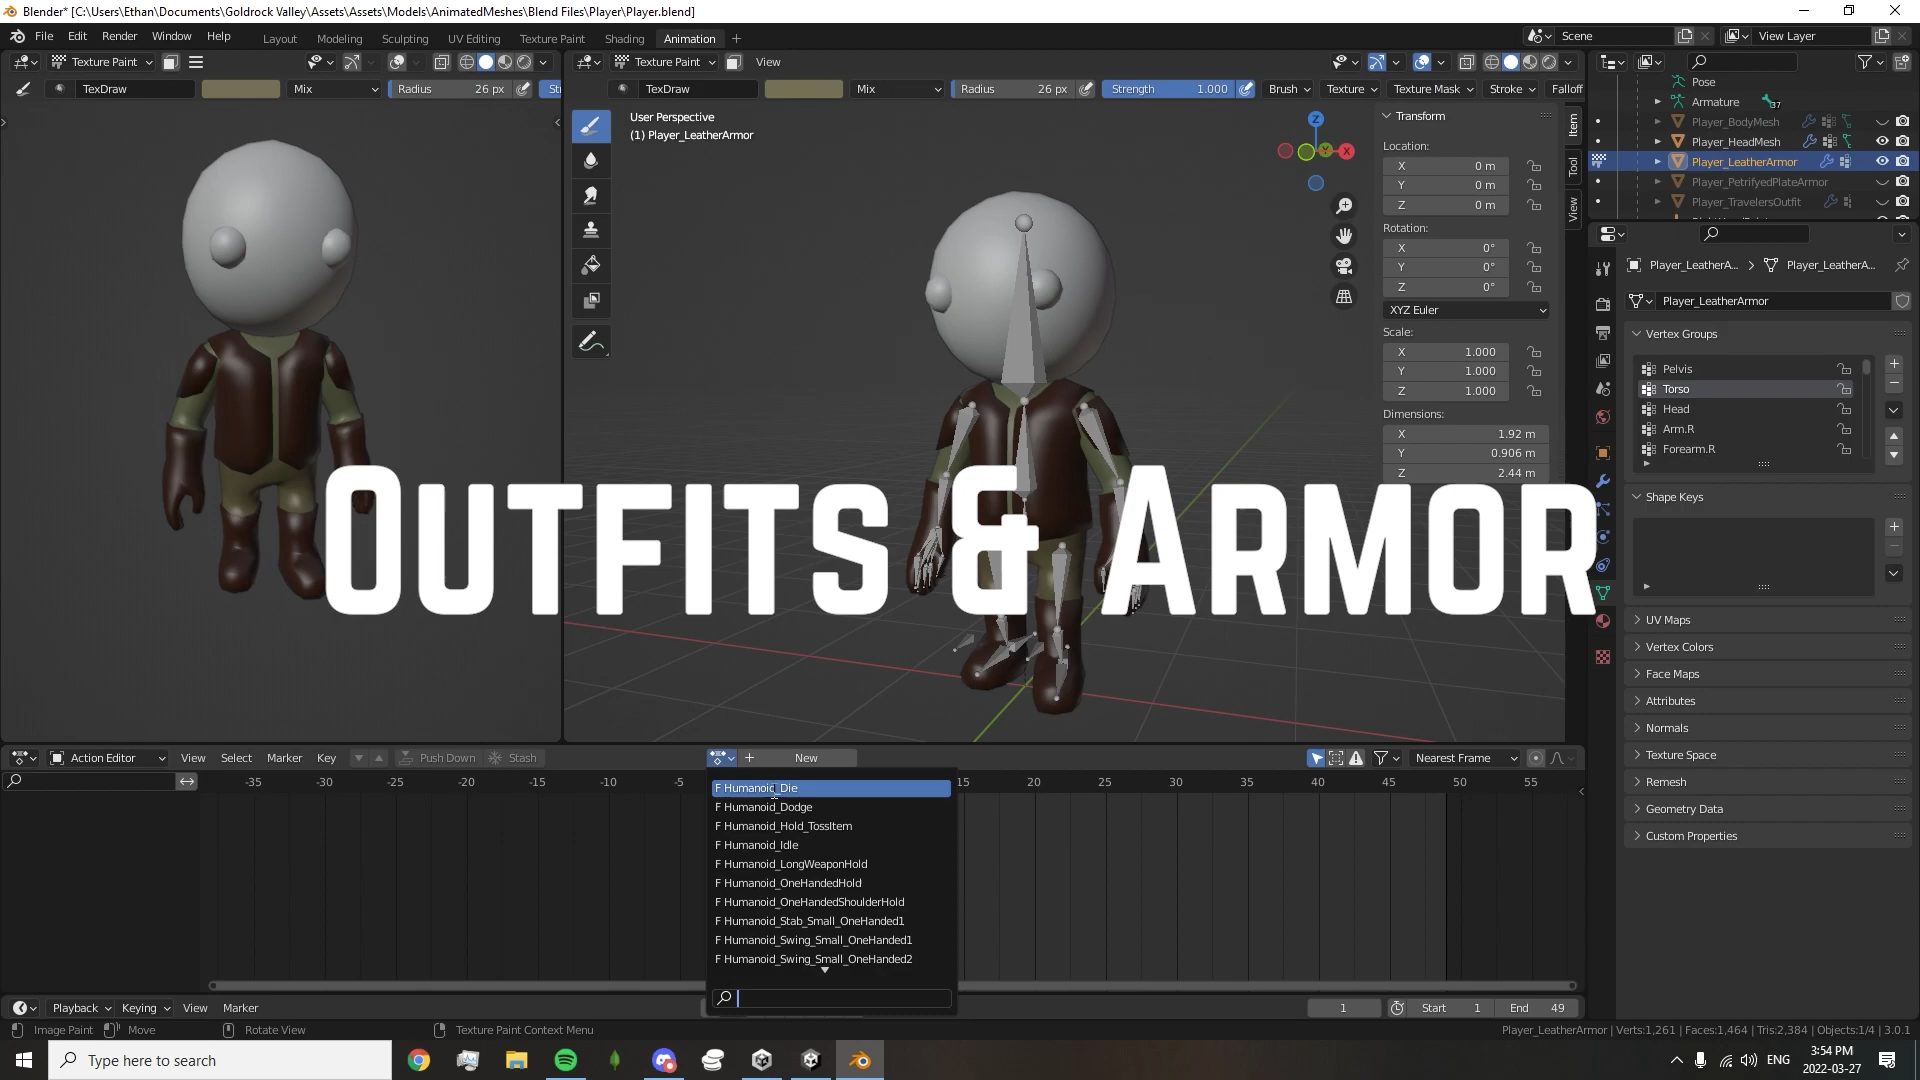 Blender* [C:\Users\Ethan\Documents\Goldrock Valley\Assets\Assets\Models\AnimatedMeshes\Blend Files\Player\Player.blend]
File Edit Render Window Help
Layout Modeling Sculpting UV Editing Texture Paint Shading Animation +
Scene
View Layer
Texture Paint
Texture Paint View
TexDraw Mix Radius 26 px
TexDraw Mix Radius 26 px Strength 1.000 Brush Texture Texture Mask Stroke Falloff
User Perspective
(1) Player_LeatherArmor
Z
Y
X
Transform
Location:
X 0 m
Y 0 m
Z 0 m
Rotation:
X 0°
Y 0°
Z 0°
XYZ Euler
Scale:
X 1.000
Y 1.000
Z 1.000
Dimensions:
X 1.92 m
Y 0.906 m
Z 2.44 m
Item
Tool
View
Pose
Armature 37
Player_BodyMesh
Player_HeadMesh
Player_LeatherArmor
Player_PetrifyedPlateArmor
Player_TravelersOutfit
Player_LeatherA... > Player_LeatherA...
Player_LeatherArmor
Vertex Groups
Pelvis
Torso
Head
Arm.R
Forearm.R
Shape Keys
UV Maps
Vertex Colors
Face Maps
Attributes
Normals
Texture Space
Remesh
Geometry Data
Custom Properties
Outfits & Armor
Action Editor View Select Marker Key Push Down Stash
New
Nearest Frame
-35 -25 -20 -15 -10 -5 15 20 25 30 35 40 45 50 55
F Humanoid_Die
F Humanoid_Dodge
F Humanoid_Hold_TossItem
F Humanoid_Idle
F Humanoid_LongWeaponHold
F Humanoid_OneHandedHold
F Humanoid_OneHandedShoulderHold
F Humanoid_Stab_Small_OneHanded1
F Humanoid_Swing_Small_OneHanded1
F Humanoid_Swing_Small_OneHanded2
Playback Keying View Marker
1 Start 1 End 49
Image Paint Move Rotate View Texture Paint Context Menu
Player_LeatherArmor | Verts:1,261 | Faces:1,464 | Tris:2,384 | Objects:1/4 | 3.0.1
Type here to search
ENG
3:54 PM
2022-03-27